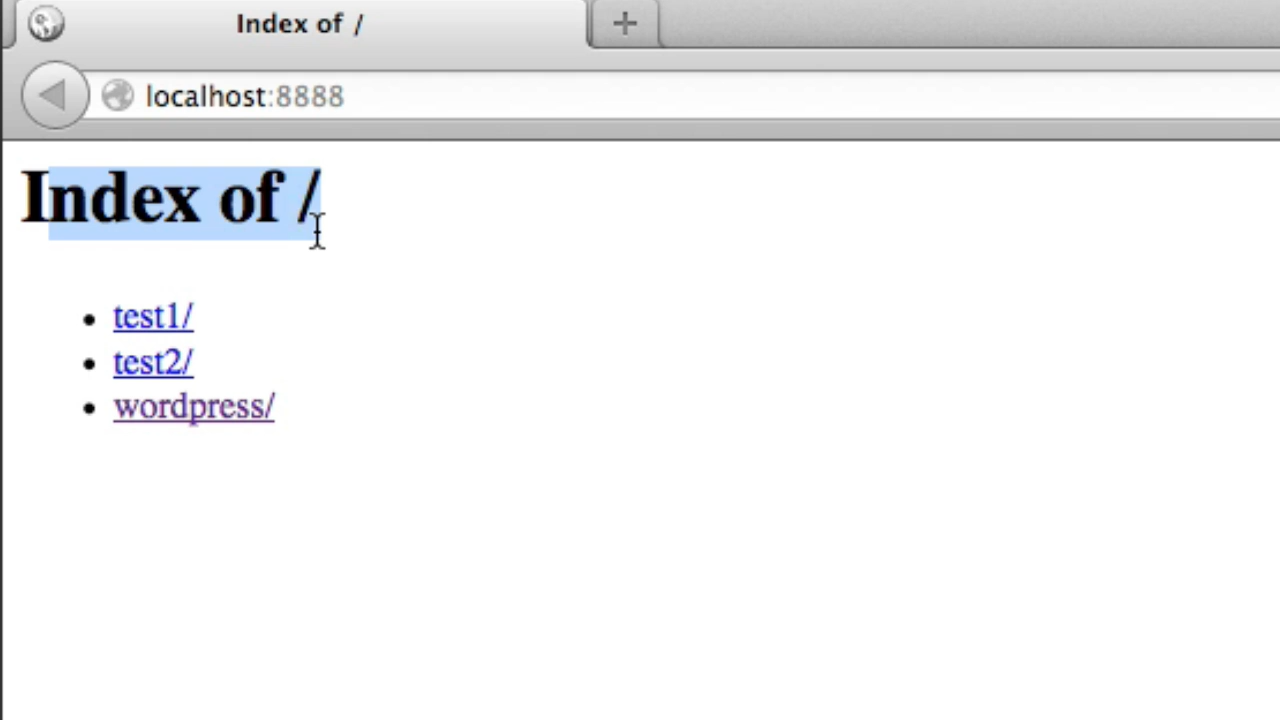 Index of /
+
localhost:8888
Index of /
• test1/
• test2/
• wordpress/